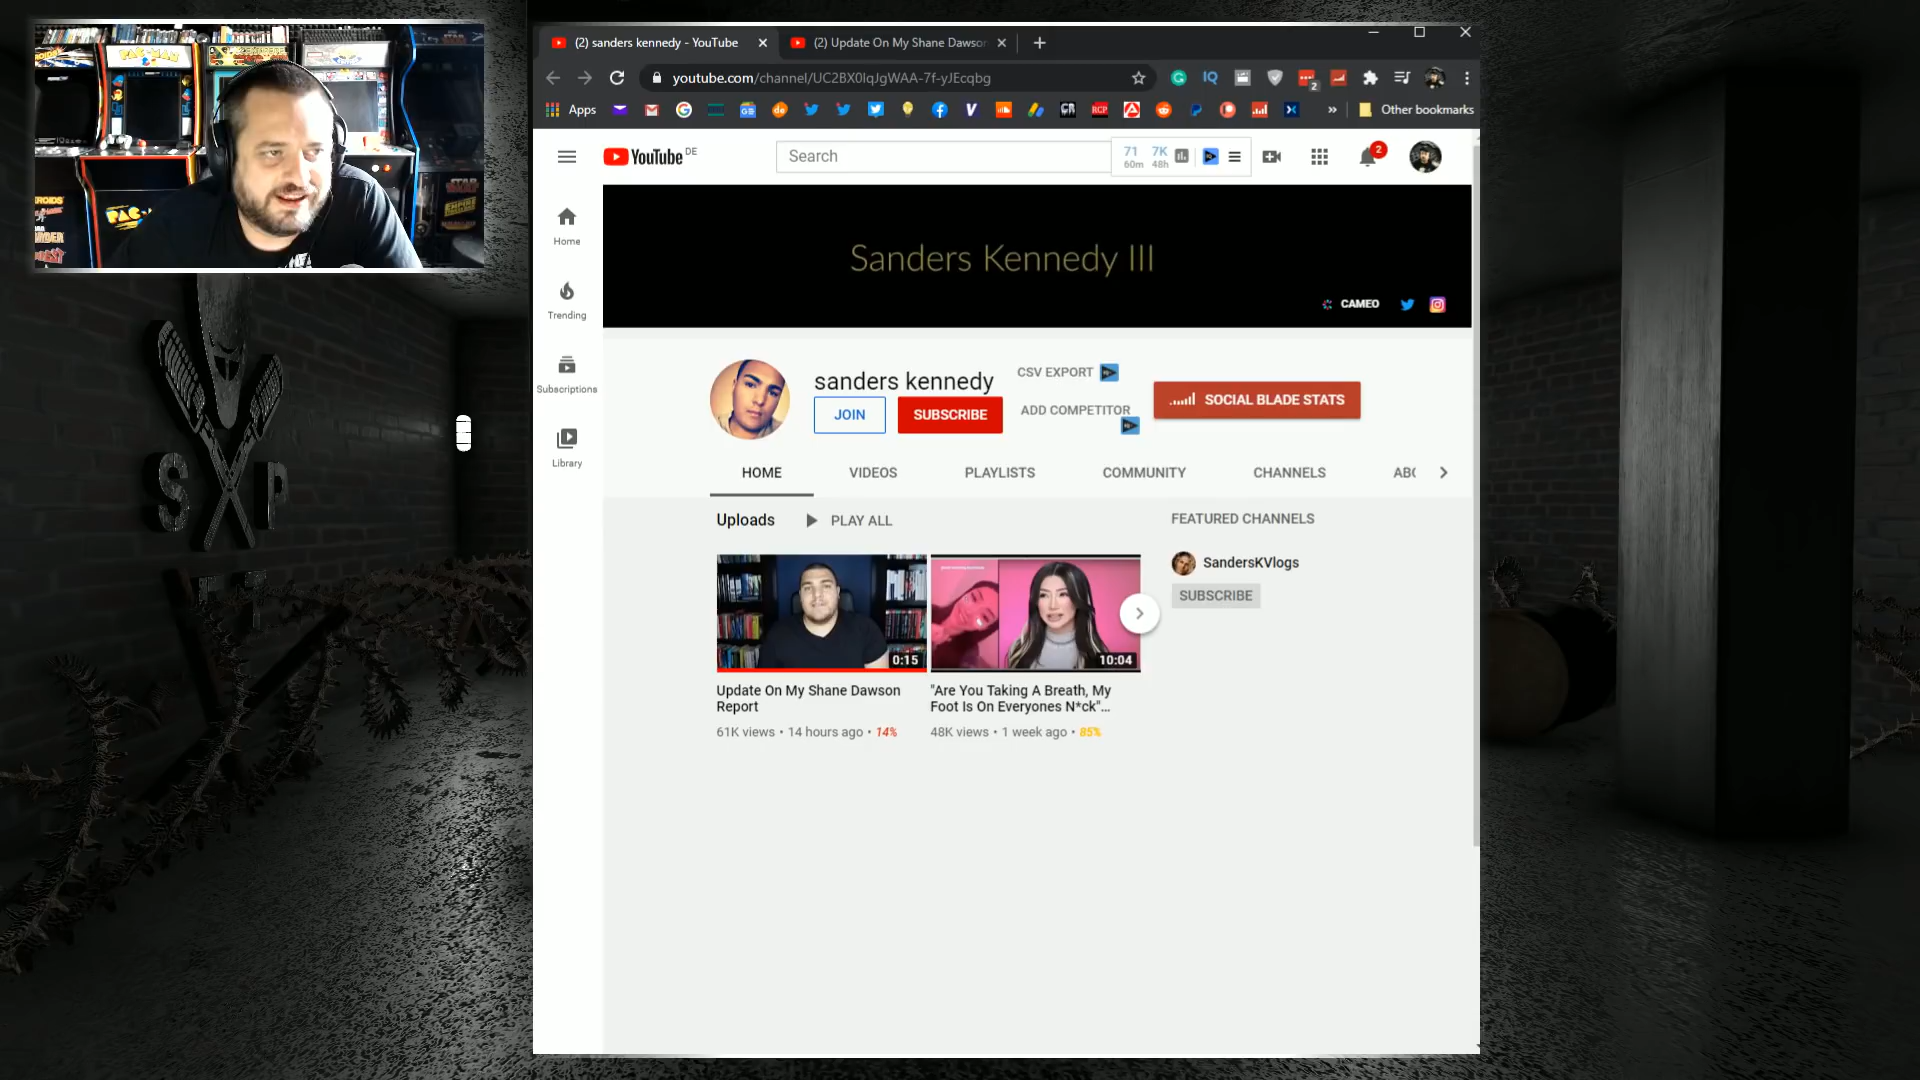 (2) sanders kennedy - YouTube
(2) Update On My Shane Dawson
youtube.com/channel/UC2BX0lqJgWAA-7f-yJEcqbg
Apps
Other bookmarks
YouTube DE
Search
71 7K
60m 48h
2
PAC-MAN
Sanders Kennedy III
CAMEO
Home
Trending
Subscriptions
Library
sanders kennedy
JOIN
SUBSCRIBE
CSV EXPORT
ADD COMPETITOR
SOCIAL BLADE STATS
HOME
VIDEOS
PLAYLISTS
COMMUNITY
CHANNELS
ABO
Uploads
PLAY ALL
FEATURED CHANNELS
SandersKVlogs
SUBSCRIBE
0:15
10:04
Update On My Shane Dawson
Report
61K views • 14 hours ago • 14%
"Are You Taking A Breath, My
Foot Is On Everyones N*ck"...
48K views • 1 week ago • 85%
S P